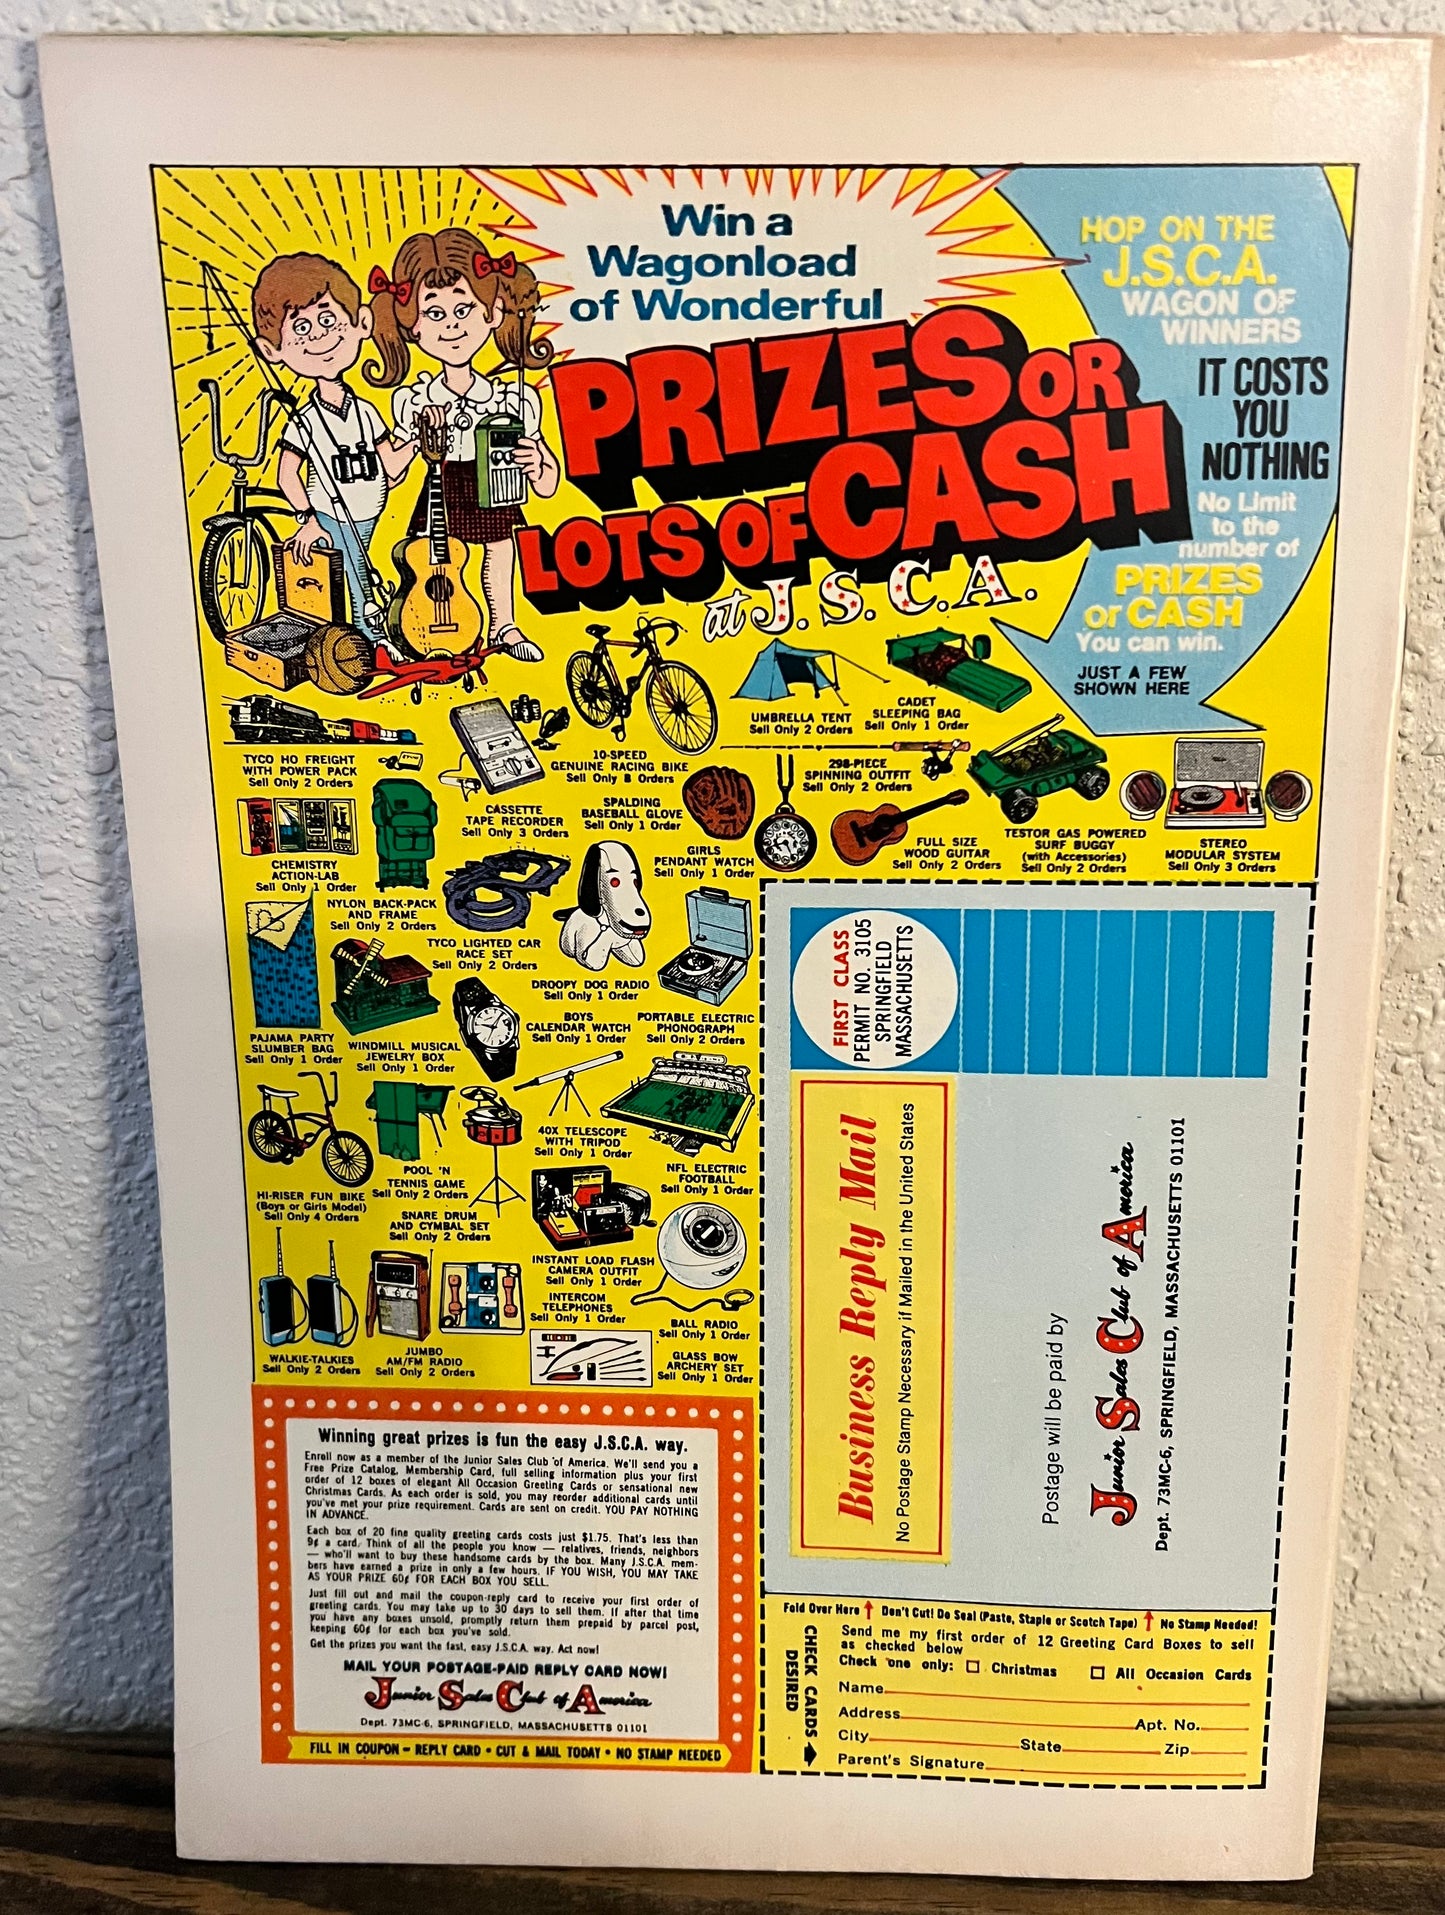 Win a
Wagonload
of Wonderful
PRIZES OR
LOTS OF CASH
at J.S.C.A.
HOP ON THE
J.S.C.A.
WAGON OF
WINNERS
IT COSTS
YOU
NOTHING
No Limit
to the
number of
PRIZES
or CASH
You can win.
JUST A FEW
SHOWN HERE
TYCO HO FREIGHT
WITH POWER PACK
Sell Only 2 Orders
CASSETTE
TAPE RECORDER
Sell Only 3 Orders
10-SPEED
GENUINE RACING BIKE
Sell Only 8 Orders
UMBRELLA TENT
Sell Only 2 Orders
CADET
SLEEPING BAG
Sell Only 1 Order
298-PIECE
SPINNING OUTFIT
Sell Only 2 Orders
SPALDING
BASEBALL GLOVE
Sell Only 1 Order
GIRLS
PENDANT WATCH
Sell Only 1 Order
FULL SIZE
WOOD GUITAR
Sell Only 2 Orders
TESTOR GAS POWERED
SURF BUGGY
(with Accessories)
Sell Only 2 Orders
STEREO
MODULAR SYSTEM
Sell Only 3 Orders
CHEMISTRY
ACTION-LAB
Sell Only 1 Order
NYLON BACK-PACK
AND FRAME
Sell Only 2 Orders
TYCO LIGHTED CAR
RACE SET
Sell Only 2 Orders
DROOPY DOG RADIO
Sell Only 1 Order
PAJAMA PARTY
SLUMBER BAG
Sell Only 1 Order
WINDMILL MUSICAL
JEWELRY BOX
Sell Only 1 Order
BOYS
CALENDAR WATCH
Sell Only 1 Order
PORTABLE ELECTRIC
PHONOGRAPH
Sell Only 2 Orders
40X TELESCOPE
WITH TRIPOD
Sell Only 1 Order
NFL ELECTRIC
FOOTBALL
Sell Only 1 Order
HI-RISER FUN BIKE
(Boys or Girls Model)
Sell Only 4 Orders
POOL 'N
TENNIS GAME
Sell Only 2 Orders
SNARE DRUM
AND CYMBAL SET
Sell Only 2 Orders
INSTANT LOAD FLASH
CAMERA OUTFIT
Sell Only 1 Order
INTERCOM
TELEPHONES
Sell Only 1 Order
BALL RADIO
Sell Only 1 Order
WALKIE-TALKIES
Sell Only 2 Orders
JUMBO
AM/FM RADIO
Sell Only 2 Orders
GLASS BOW
ARCHERY SET
Sell Only 1 Order
Winning great prizes is fun the easy J.S.C.A. way.
Enroll now as a member of the Junior Sales Club of America. We'll send you a
Free Prize Catalog, Membership Card, full selling information plus your first
order of 12 boxes of elegant All Occasion Greeting Cards or sensational new
Christmas Cards. As each order is sold, you may reorder additional cards until
you've met your prize requirement. Cards are sent on credit. YOU PAY NOTHING
IN ADVANCE.
Each box of 20 fine quality greeting cards costs just $1.75. That's less than
9¢ a card. Think of all the people you know — relatives, friends, neighbors
— who'll want to buy these handsome cards by the box. Many J.S.C.A. mem-
bers have earned a prize in only a few hours. IF YOU WISH, YOU MAY TAKE
AS YOUR PRIZE 60¢ FOR EACH BOX YOU SELL.
Just fill out and mail the coupon-reply card to receive your first order of
greeting cards. You may take up to 30 days to sell them. If after that time
you have any boxes unsold, promptly return them prepaid by parcel post,
keeping 60¢ for each box you've sold.
Get the prizes you want the fast, easy J.S.C.A. way. Act now!
MAIL YOUR POSTAGE-PAID REPLY CARD NOW!
Junior Sales Club of America
Dept. 73MC-6, SPRINGFIELD, MASSACHUSETTS 01101
FILL IN COUPON - REPLY CARD • CUT & MAIL TODAY • NO STAMP NEEDED
FIRST CLASS
PERMIT NO. 3105
SPRINGFIELD
MASSACHUSETTS
Business Reply Mail
No Postage Stamp Necessary if Mailed in the United States
Postage will be paid by
Junior Sales Club of America
Dept. 73MC-6, SPRINGFIELD, MASSACHUSETTS 01101
Fold Over Here ↑ Don't Cut! Do Seal (Paste, Staple or Scotch Tape) ↑ No Stamp Needed!
CHECK CARDS
DESIRED
Send me my first order of 12 Greeting Card Boxes to sell
as checked below
Check one only: □ Christmas □ All Occasion Cards
Name
Address Apt. No.
City State Zip
Parent's Signature